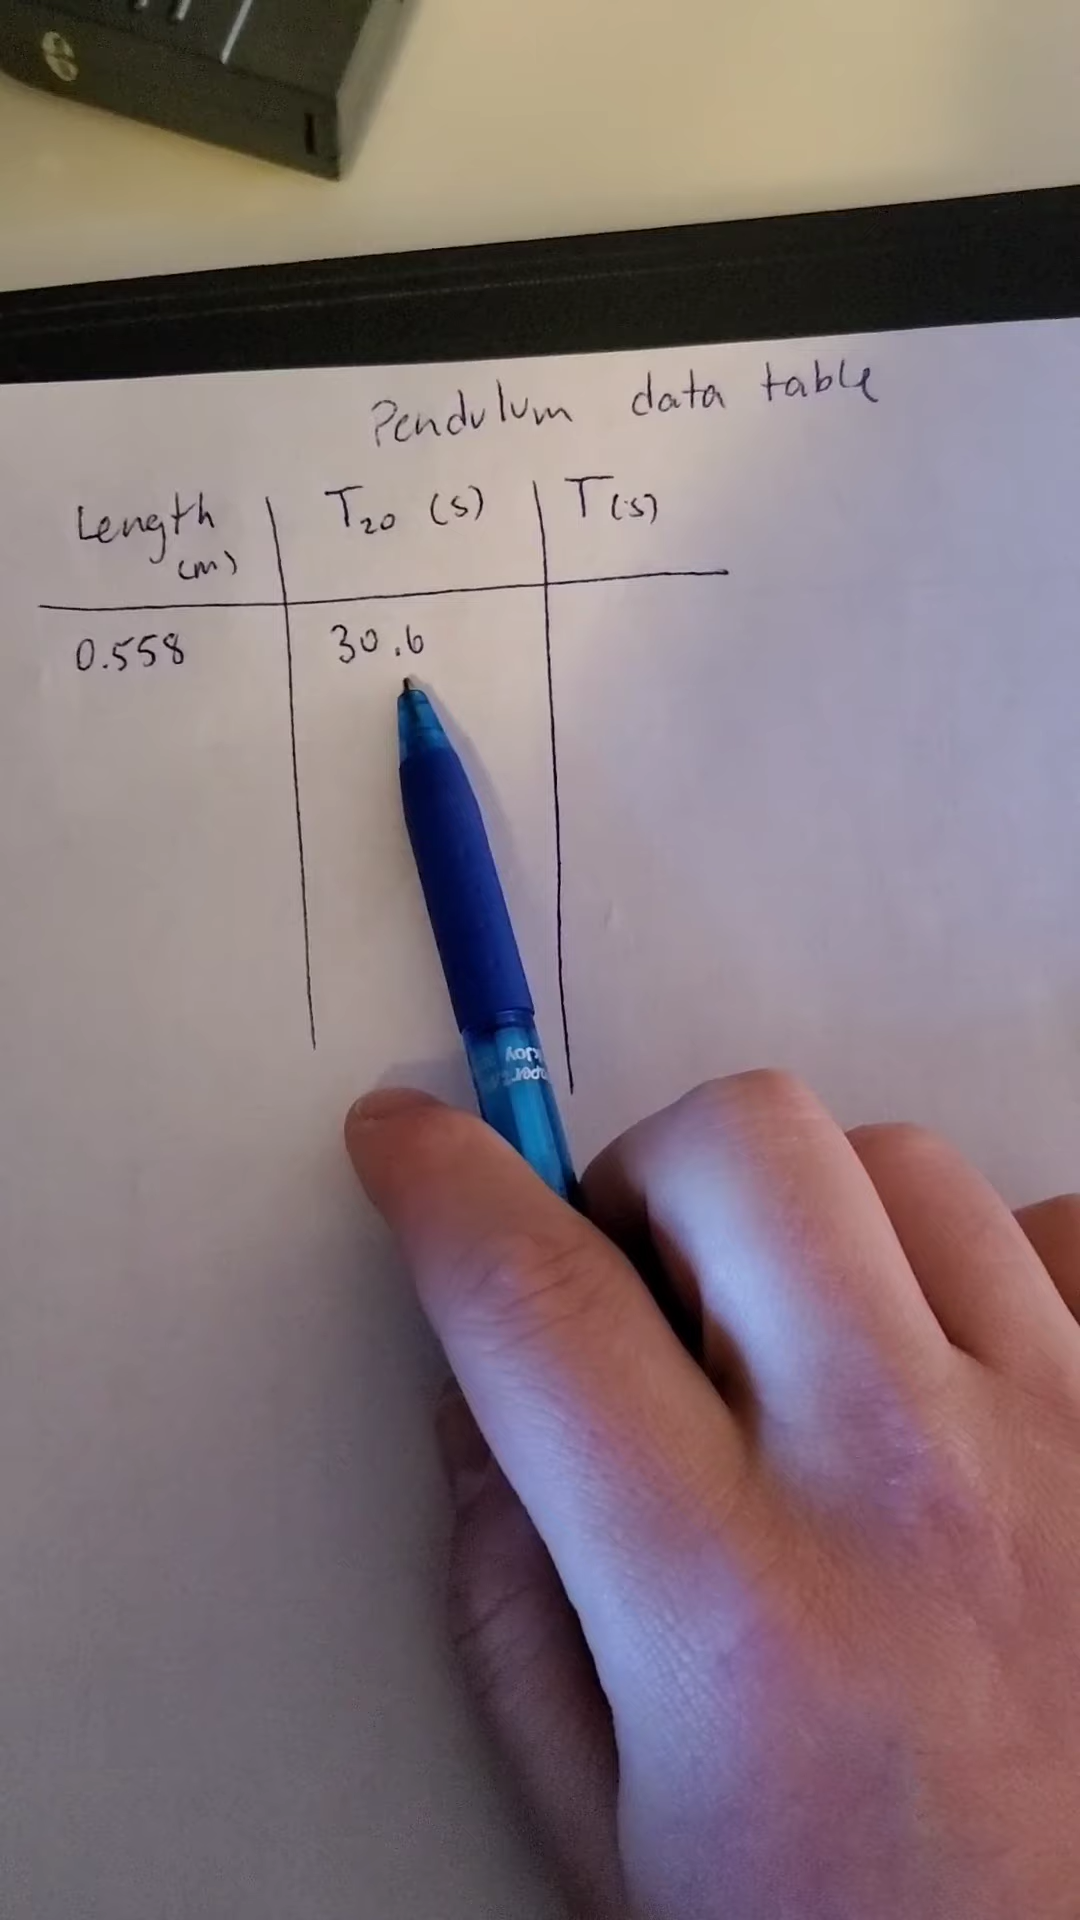 Pendulum data table
Length (m) T₂₀ (s) T(s)
0.558 30.6